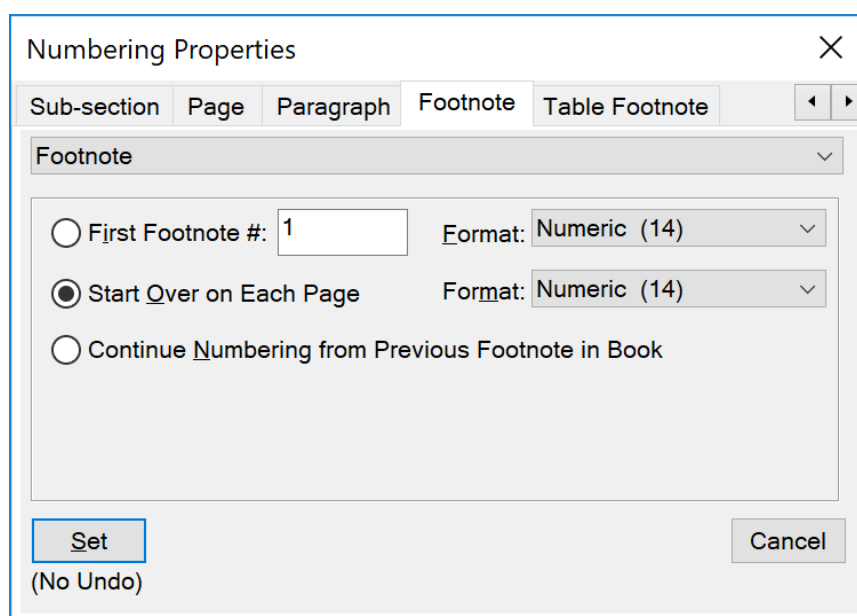 Numbering Properties
Sub-section Page Paragraph Footnote Table Footnote
Footnote
First Footnote #: 1 Format: Numeric (14)
Start Over on Each Page Format: Numeric (14)
Continue Numbering from Previous Footnote in Book
Set Cancel
(No Undo)